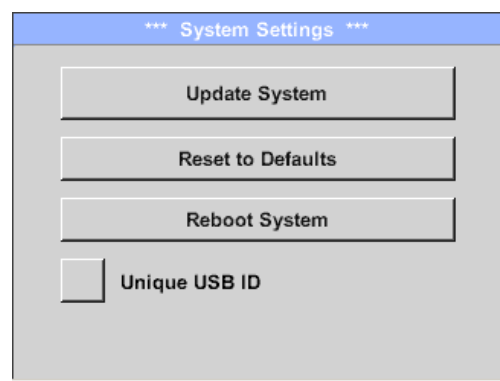 *** System Settings ***
Update System
Reset to Defaults
Reboot System
Unique USB ID